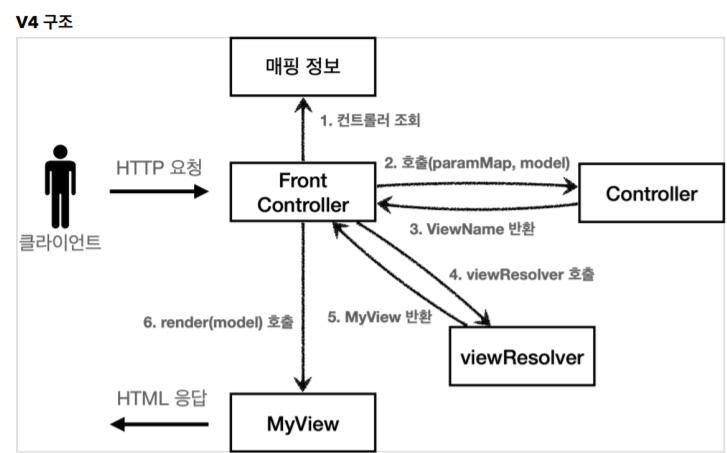 V4 구조
매핑 정보
1. 컨트롤러 조회
HTTP 요청
2. 호출(paramMap, model)
Front
Controller
Controller
클라이언트
3. ViewName 반환
4. viewResolver 호출
6. render(model) 호출
5. MyView 반환
viewResolver
HTML 응답
MyView